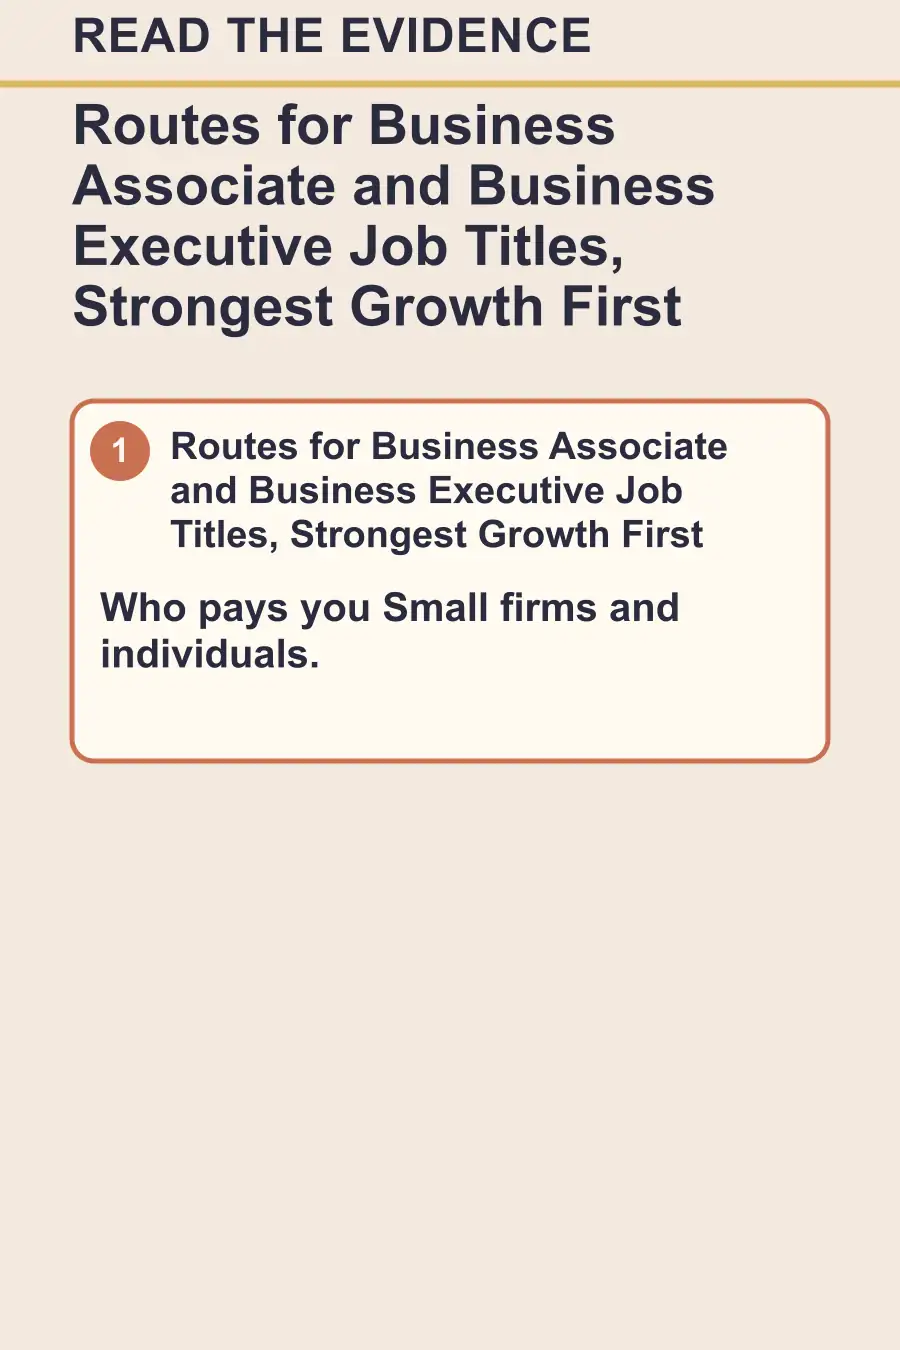 READ THE EVIDENCE
Routes for Business
Associate and Business
Executive Job Titles,
Strongest Growth First
1
Routes for Business Associate
and Business Executive Job
Titles, Strongest Growth First
Who pays you Small firms and
individuals.